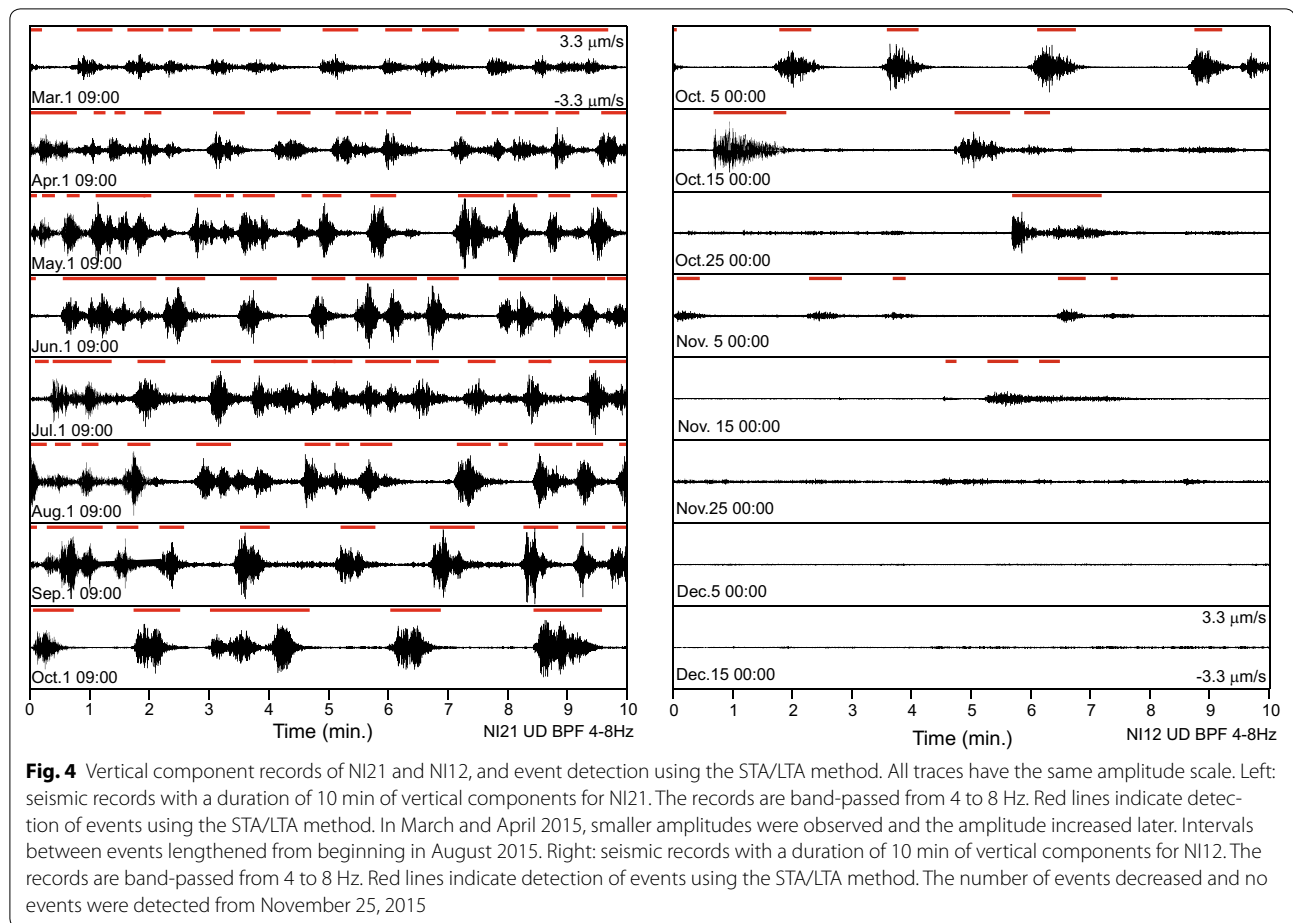 3.3 μm/s
Mar.1 09:00
-3.3 μm/s
Apr.1 09:00
May.1 09:00
Jun.1 09:00
Jul.1 09:00
Aug.1 09:00
Sep.1 09:00
Oct.1 09:00
0 1 2 3 4 5 6 7 8 9 10
Time (min.)
NI21 UD BPF 4-8Hz
Oct. 5 00:00
Oct.15 00:00
Oct.25 00:00
Nov. 5 00:00
Nov. 15 00:00
Nov.25 00:00
Dec.5 00:00
3.3 μm/s
Dec.15 00:00
-3.3 μm/s
0 1 2 3 4 5 6 7 8 9 10
Time (min.)
NI12 UD BPF 4-8Hz
Fig. 4 Vertical component records of NI21 and NI12, and event detection using the STA/LTA method. All traces have the same amplitude scale. Left:
seismic records with a duration of 10 min of vertical components for NI21. The records are band-passed from 4 to 8 Hz. Red lines indicate detec-
tion of events using the STA/LTA method. In March and April 2015, smaller amplitudes were observed and the amplitude increased later. Intervals
between events lengthened from beginning in August 2015. Right: seismic records with a duration of 10 min of vertical components for NI12. The
records are band-passed from 4 to 8 Hz. Red lines indicate detection of events using the STA/LTA method. The number of events decreased and no
events were detected from November 25, 2015